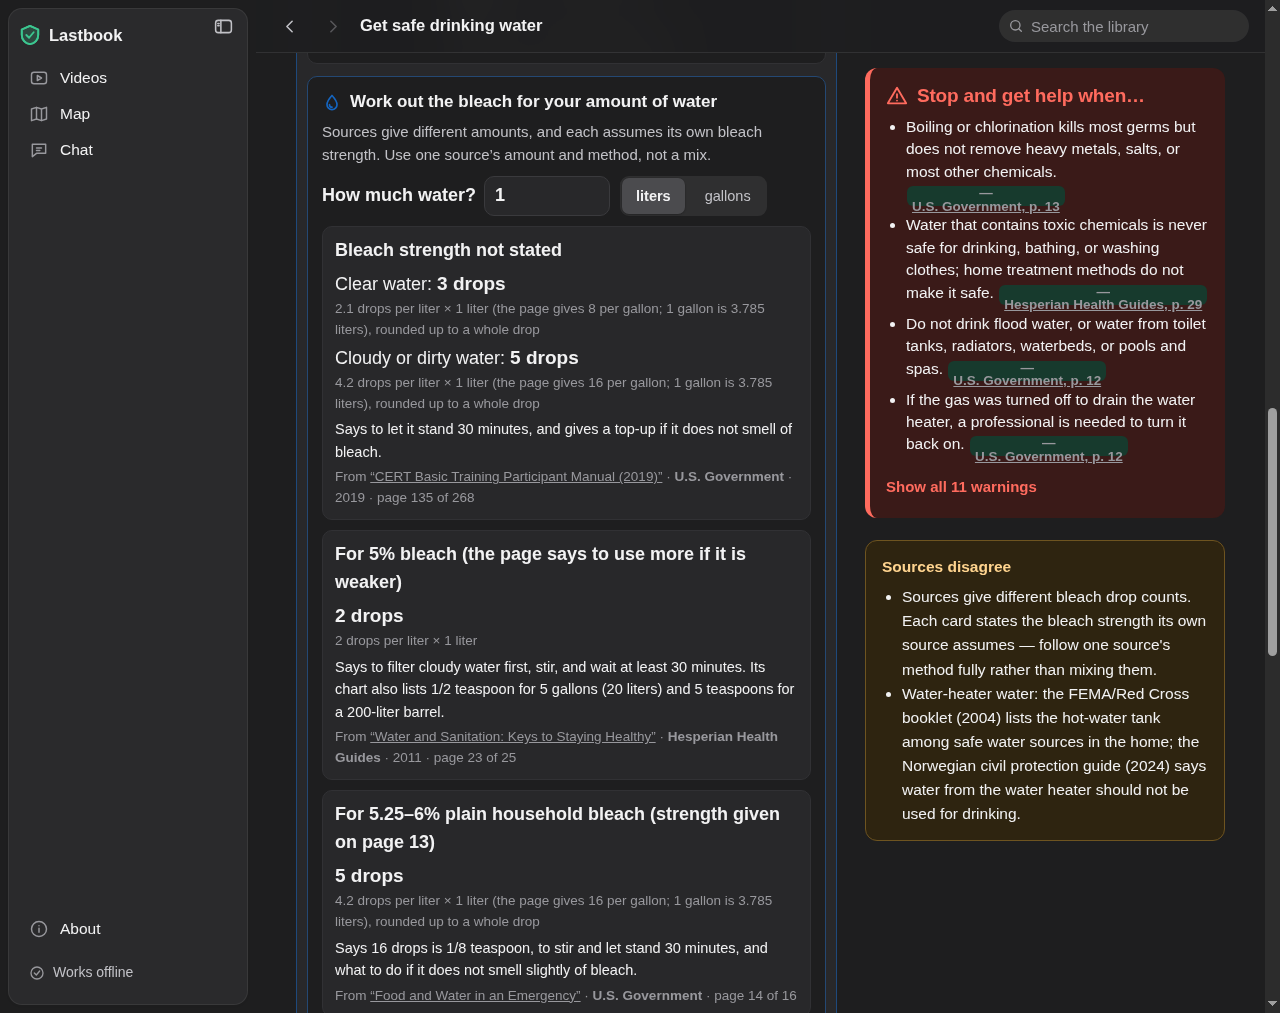 Lastbook
Videos
Map
Chat
About
Works offline
Get safe drinking water
Search the library
Work out the bleach for your amount of water
Sources give different amounts, and each assumes its own bleach
strength. Use one source’s amount and method, not a mix.
How much water? 1 liters gallons
Bleach strength not stated
Clear water: 3 drops
2.1 drops per liter × 1 liter (the page gives 8 per gallon; 1 gallon is 3.785
liters), rounded up to a whole drop
Cloudy or dirty water: 5 drops
4.2 drops per liter × 1 liter (the page gives 16 per gallon; 1 gallon is 3.785
liters), rounded up to a whole drop
Says to let it stand 30 minutes, and gives a top-up if it does not smell of
bleach.
From “CERT Basic Training Participant Manual (2019)” · U.S. Government ·
2019 · page 135 of 268
For 5% bleach (the page says to use more if it is
weaker)
2 drops
2 drops per liter × 1 liter
Says to filter cloudy water first, stir, and wait at least 30 minutes. Its
chart also lists 1/2 teaspoon for 5 gallons (20 liters) and 5 teaspoons for
a 200-liter barrel.
From “Water and Sanitation: Keys to Staying Healthy” · Hesperian Health
Guides · 2011 · page 23 of 25
For 5.25–6% plain household bleach (strength given
on page 13)
5 drops
4.2 drops per liter × 1 liter (the page gives 16 per gallon; 1 gallon is 3.785
liters), rounded up to a whole drop
Says 16 drops is 1/8 teaspoon, to stir and let stand 30 minutes, and
what to do if it does not smell slightly of bleach.
From “Food and Water in an Emergency” · U.S. Government · page 14 of 16
Stop and get help when…
• Boiling or chlorination kills most germs but
does not remove heavy metals, salts, or
most other chemicals.
—
U.S. Government, p. 13
• Water that contains toxic chemicals is never
safe for drinking, bathing, or washing
clothes; home treatment methods do not
make it safe. —
Hesperian Health Guides, p. 29
• Do not drink flood water, or water from toilet
tanks, radiators, waterbeds, or pools and
spas. —
U.S. Government, p. 12
• If the gas was turned off to drain the water
heater, a professional is needed to turn it
back on. —
U.S. Government, p. 12
Show all 11 warnings
Sources disagree
• Sources give different bleach drop counts.
Each card states the bleach strength its own
source assumes — follow one source's
method fully rather than mixing them.
• Water-heater water: the FEMA/Red Cross
booklet (2004) lists the hot-water tank
among safe water sources in the home; the
Norwegian civil protection guide (2024) says
water from the water heater should not be
used for drinking.